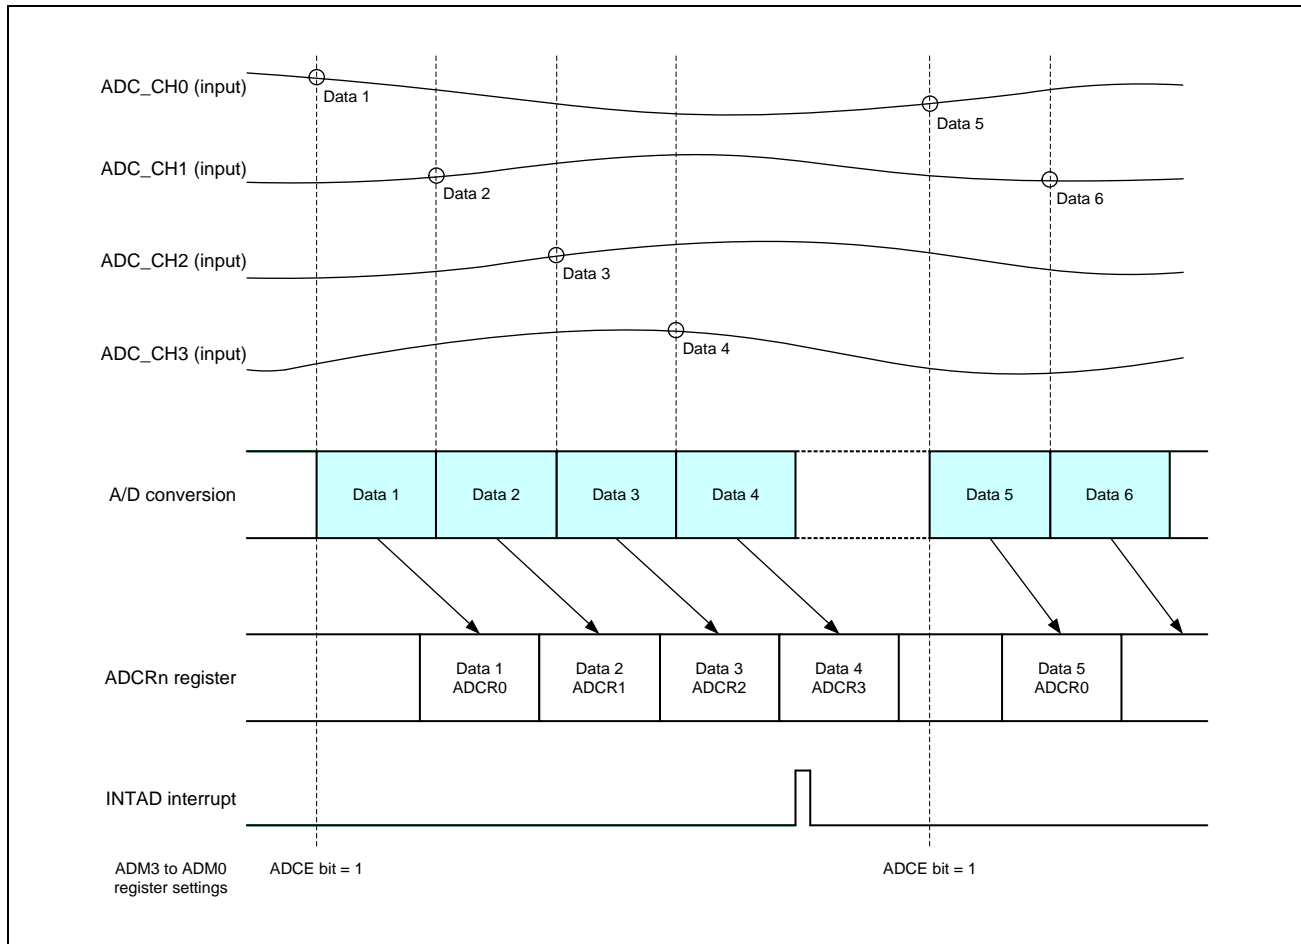 ADC_CH0 (input)
Data 1
Data 5
ADC_CH1 (input)
Data 2
Data 6
ADC_CH2 (input)
Data 3
ADC_CH3 (input)
Data 4
A/D conversion
Data 1
Data 2
Data 3
Data 4
Data 5
Data 6
ADCRn register
Data 1
ADCR0
Data 2
ADCR1
Data 3
ADCR2
Data 4
ADCR3
Data 5
ADCR0
INTAD interrupt
ADM3 to ADM0
register settings
ADCE bit = 1
ADCE bit = 1